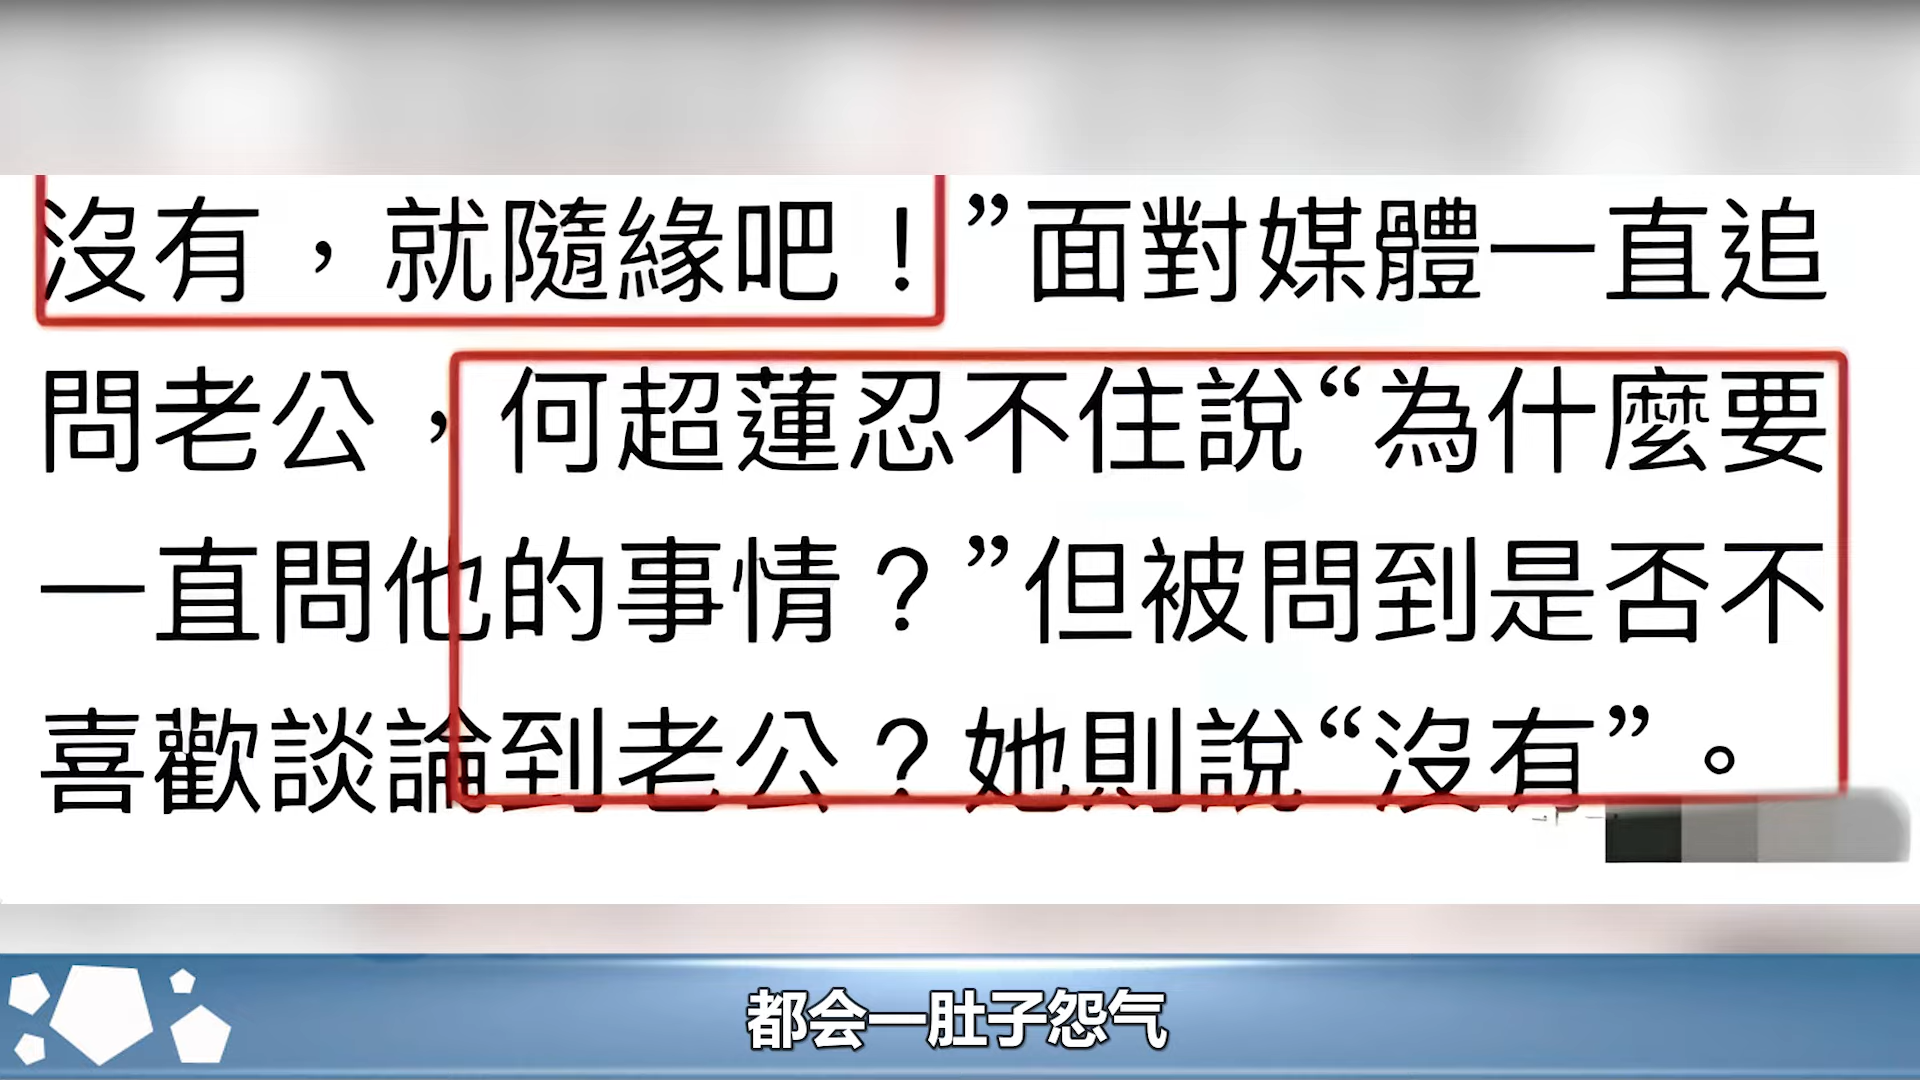 沒有，就隨緣吧！”面對媒體一直追
問老公，何超蓮忍不住說“為什麼要
一直問他的事情？”但被問到是否不
喜歡談論到老公？她則說“沒有”。
都会一肚子怨气